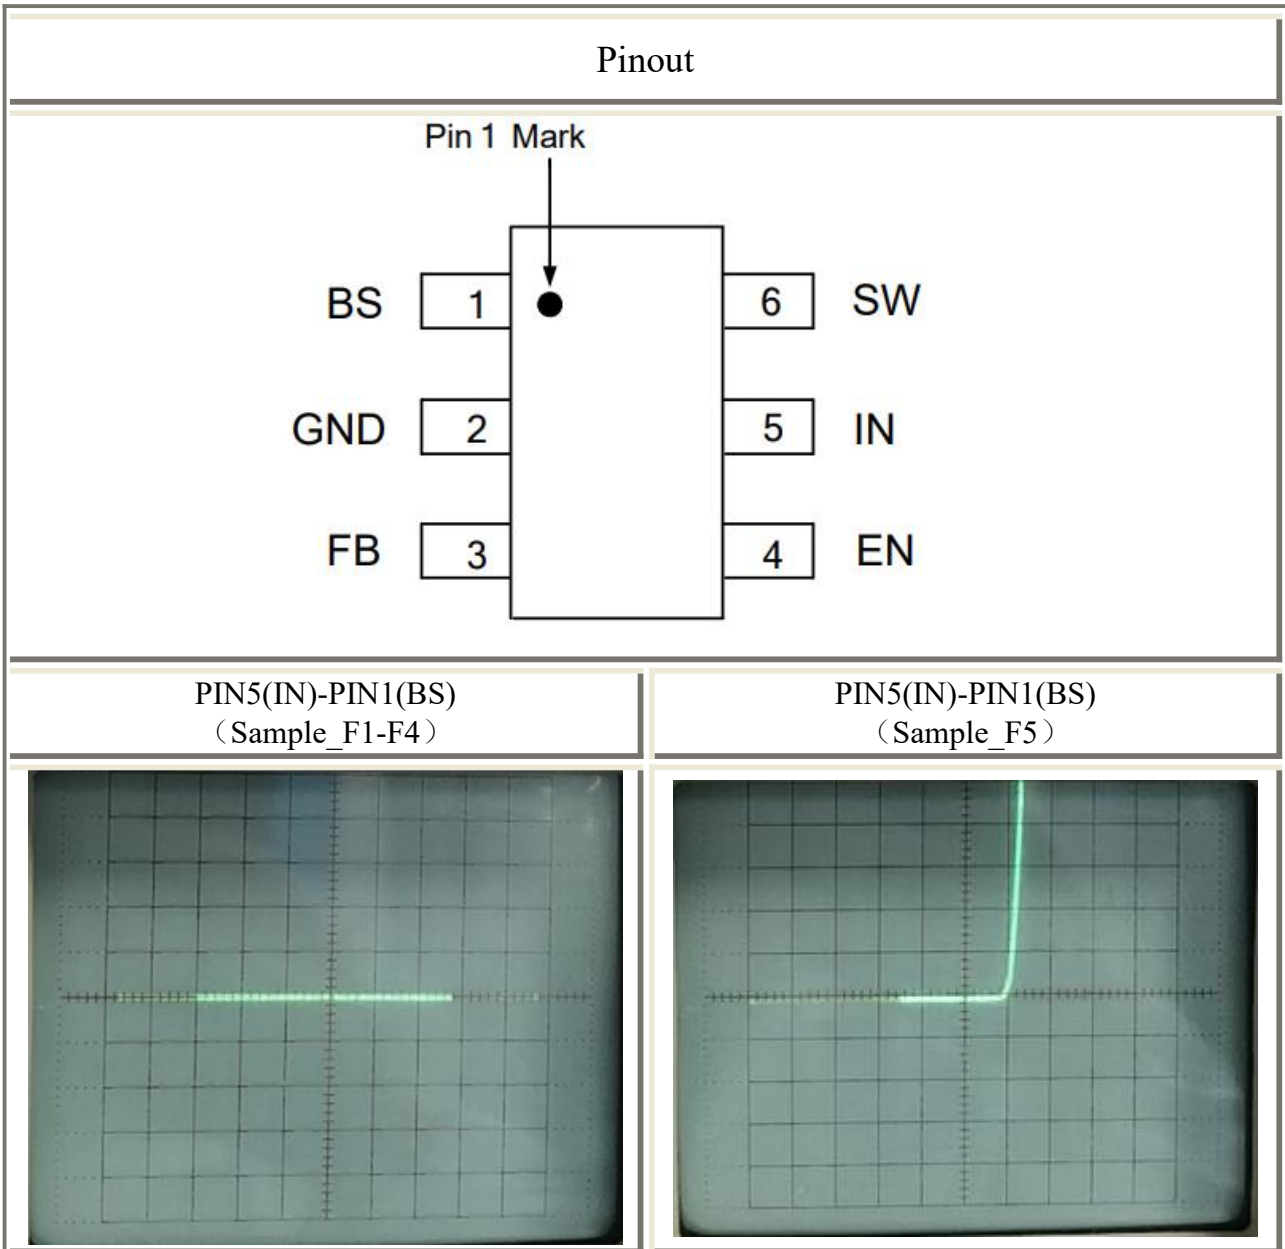 Pinout
Pin 1 Mark
BS 1 6 SW
GND 2 5 IN
FB 3 4 EN
PIN5(IN)-PIN1(BS)
（Sample_F1-F4）
PIN5(IN)-PIN1(BS)
（Sample_F5）